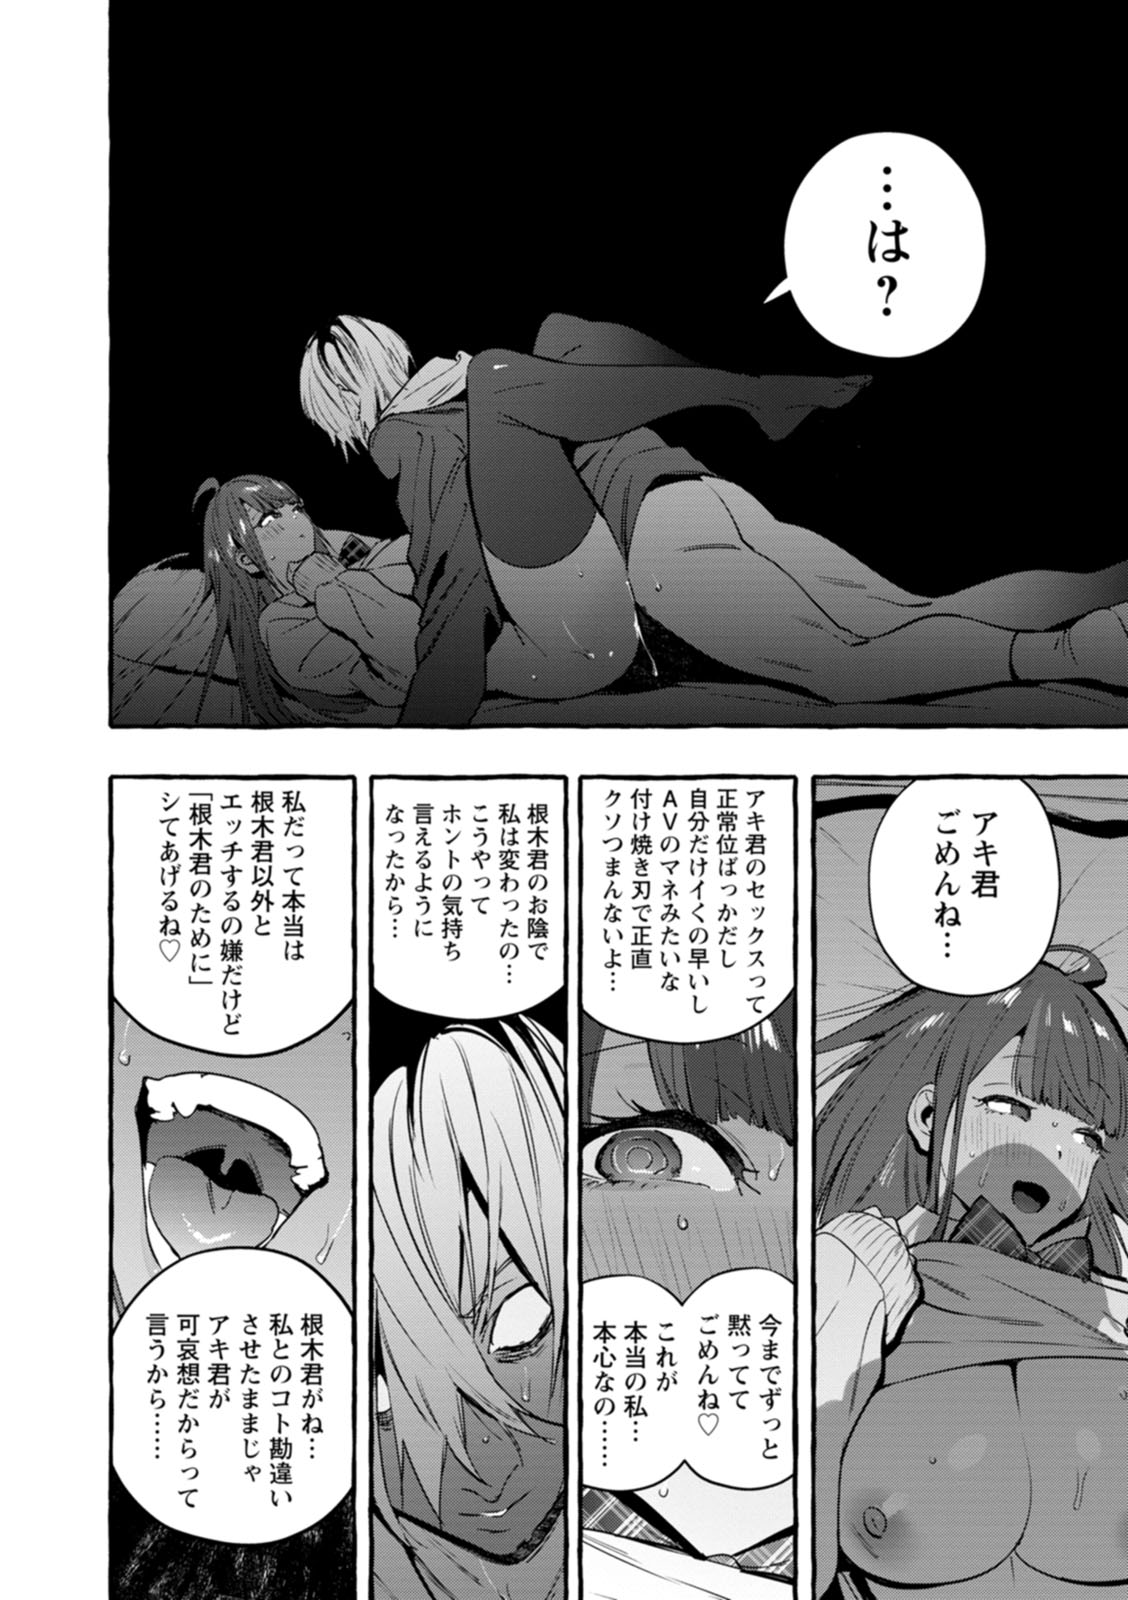 …は？
アキ君
ごめんね…
アキ君のセックスって
正常位ばっかだし
自分だけイくの早いし
AVのマネみたいな
付け焼き刃で正直
クソつまんないよ…
今までずっと
黙ってて
ごめんね♡
これが
本当の私…
本心なの……
根木君のお陰で
私は変わったの…
こうやって
ホントの気持ち
言えるように
なったから…
私だって本当は
根木君以外と
エッチするの嫌だけど
「根木君のために」
シてあげるね♡
根木君がね…
私とのコト勘違い
させたままじゃ
アキ君が
可哀想だからって
言うから……